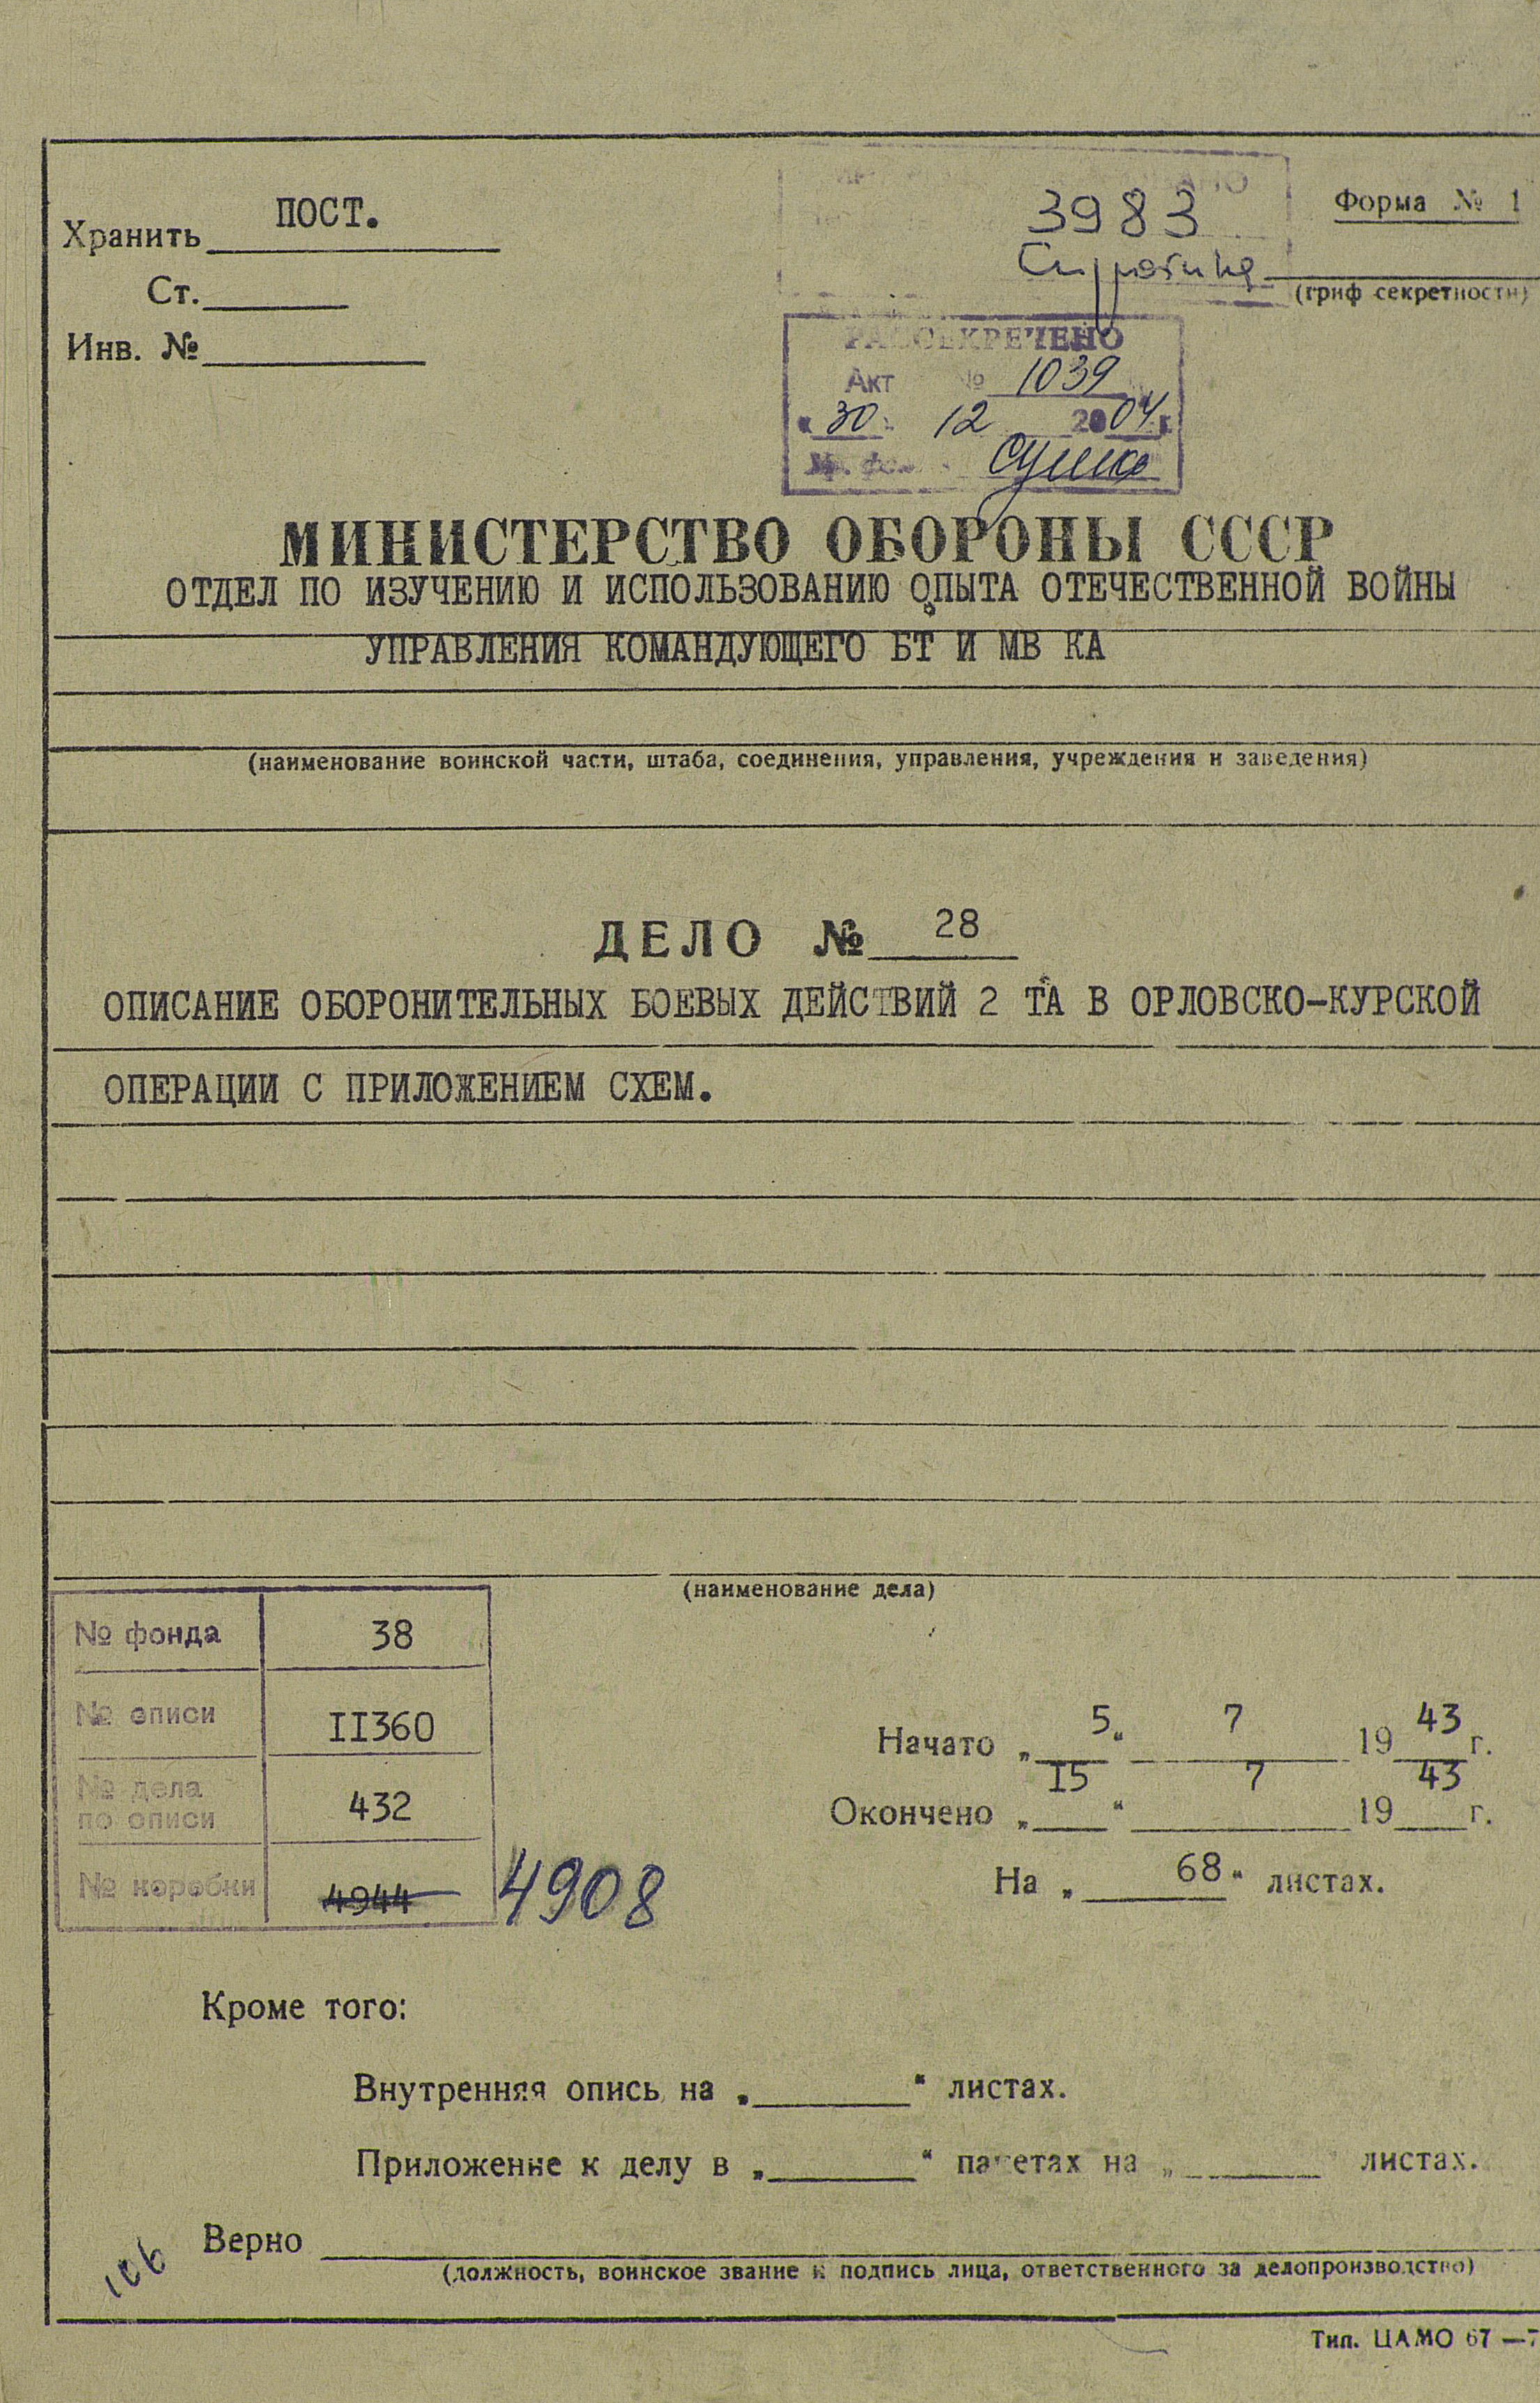 Хранить ПОСТ.
Ст.
Инв. №
3983
Форма № 1
(гриф секретности)
РАССЕКРЕЧЕНО
Акт № 1039
"30" 12 2004 г.
МИНИСТЕРСТВО ОБОРОНЫ СССР
ОТДЕЛ ПО ИЗУЧЕНИЮ И ИСПОЛЬЗОВАНИЮ ОПЫТА ОТЕЧЕСТВЕННОЙ ВОЙНЫ
УПРАВЛЕНИЯ КОМАНДУЮЩЕГО БТ И МВ КА
(наименование воинской части, штаба, соединения, управления, учреждения и заведения)
ДЕЛО № 28
ОПИСАНИЕ ОБОРОНИТЕЛЬНЫХ БОЕВЫХ ДЕЙСТВИЙ 2 ТА В ОРЛОВСКО-КУРСКОЙ
ОПЕРАЦИИ С ПРИЛОЖЕНИЕМ СХЕМ.
(наименование дела)
№ фонда 38
№ описи II360
№ дела
по описи 432
№ коробки 4944 4908
Начато „5“ 7 1943 г.
Окончено „I5“ 7 1943 г.
На „68“ листах.
Кроме того:
Внутренняя опись на „ “ листах.
Приложение к делу в „ “ пакетах на „ листах.
Верно
(должность, воинское звание и подпись лица, ответственного за делопроизводство)
106
Тип. ЦАМО 67 —7